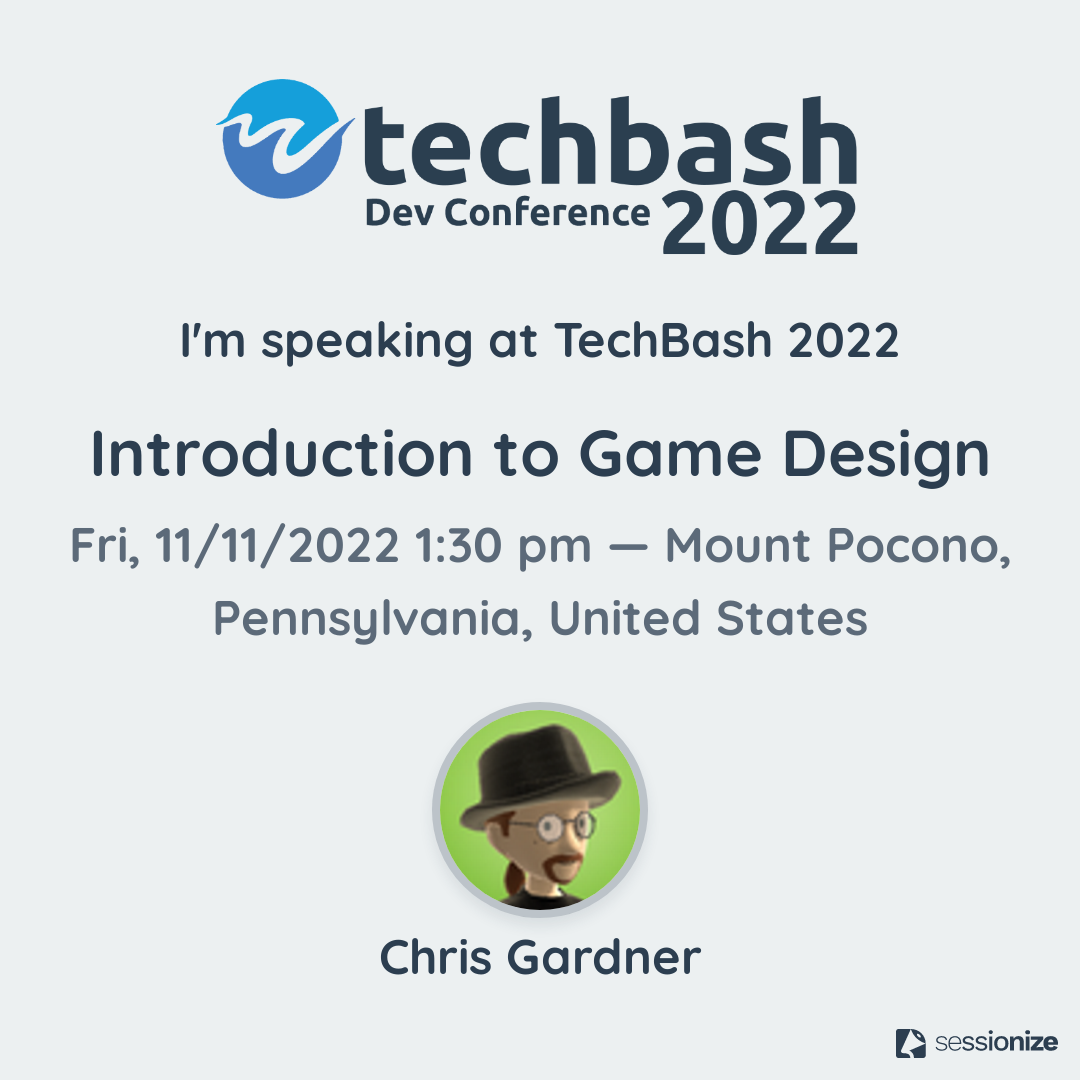 techbash
Dev Conference 2022
I'm speaking at TechBash 2022
Introduction to Game Design
Fri, 11/11/2022 1:30 pm — Mount Pocono,
Pennsylvania, United States
Chris Gardner
sessionize